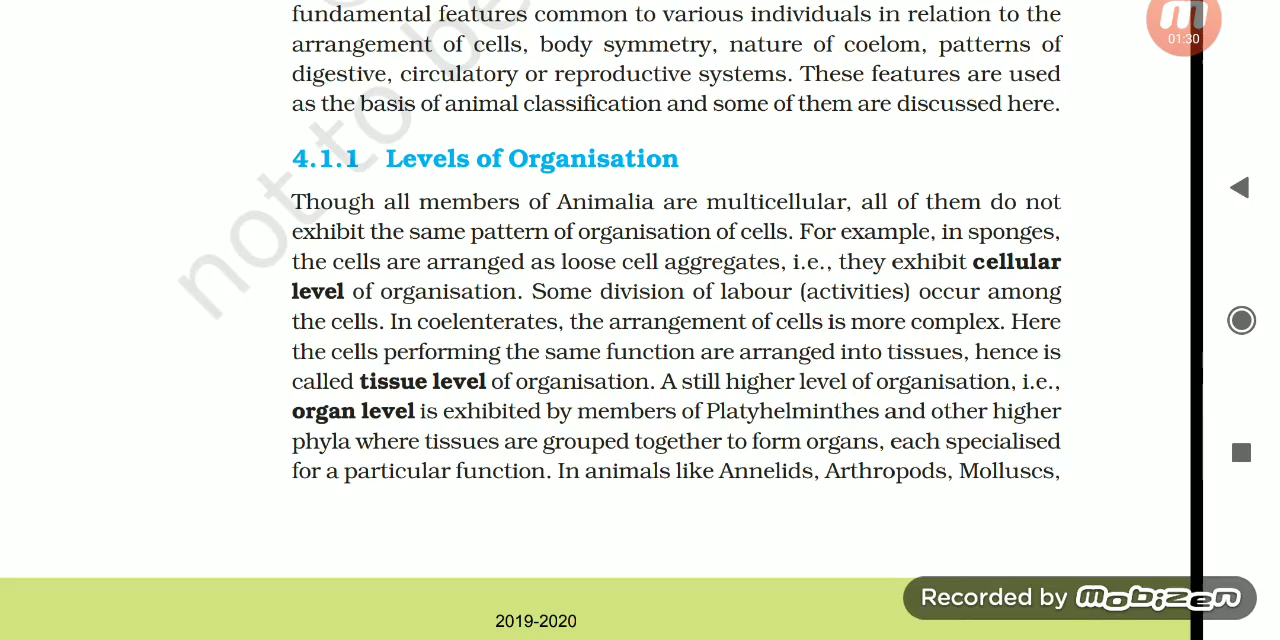 fundamental features common to various individuals in relation to the
arrangement of cells, body symmetry, nature of coelom, patterns of
digestive, circulatory or reproductive systems. These features are used
as the basis of animal classification and some of them are discussed here.
4.1.1 Levels of Organisation
Though all members of Animalia are multicellular, all of them do not
exhibit the same pattern of organisation of cells. For example, in sponges,
the cells are arranged as loose cell aggregates, i.e., they exhibit cellular
level of organisation. Some division of labour (activities) occur among
the cells. In coelenterates, the arrangement of cells is more complex. Here
the cells performing the same function are arranged into tissues, hence is
called tissue level of organisation. A still higher level of organisation, i.e.,
organ level is exhibited by members of Platyhelminthes and other higher
phyla where tissues are grouped together to form organs, each specialised
for a particular function. In animals like Annelids, Arthropods, Molluscs,
2019-2020
not to be
01:30
Recorded by mobizen